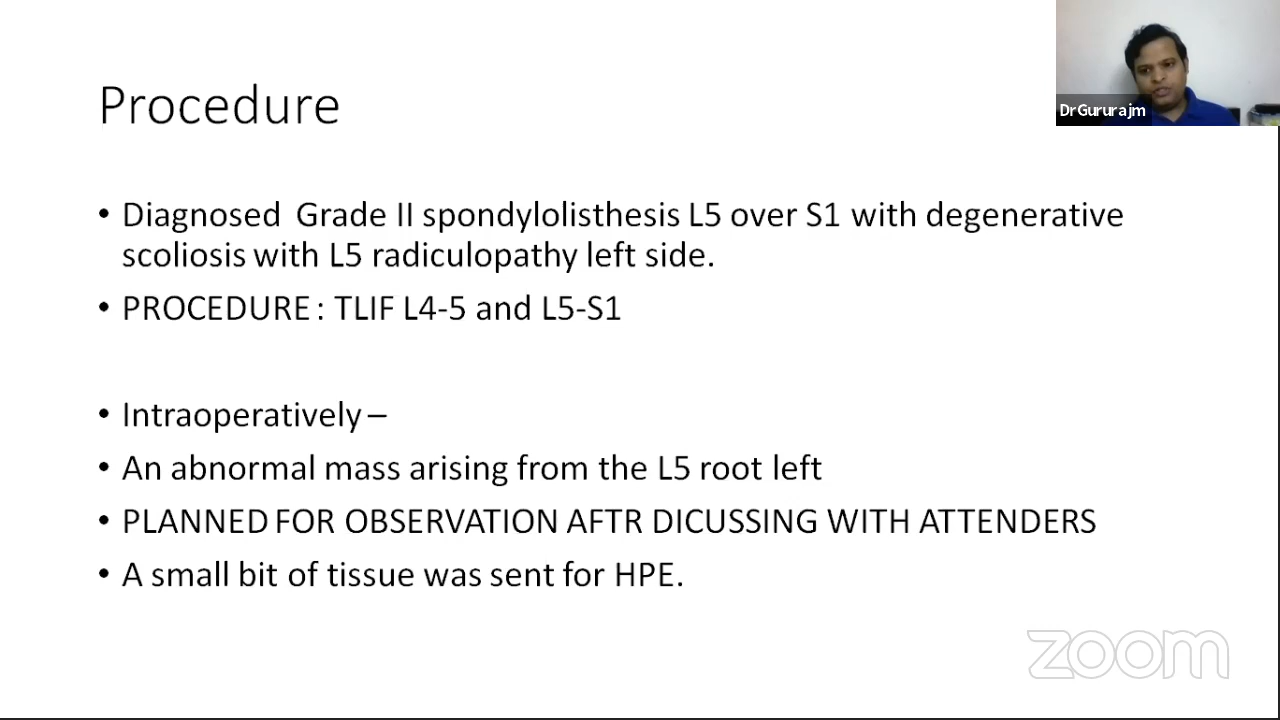 Procedure
DrGururajm
• Diagnosed Grade II spondylolisthesis L5 over S1 with degenerative
scoliosis with L5 radiculopathy left side.
• PROCEDURE : TLIF L4-5 and L5-S1
• Intraoperatively –
• An abnormal mass arising from the L5 root left
• PLANNED FOR OBSERVATION AFTR DICUSSING WITH ATTENDERS
• A small bit of tissue was sent for HPE.
zoom